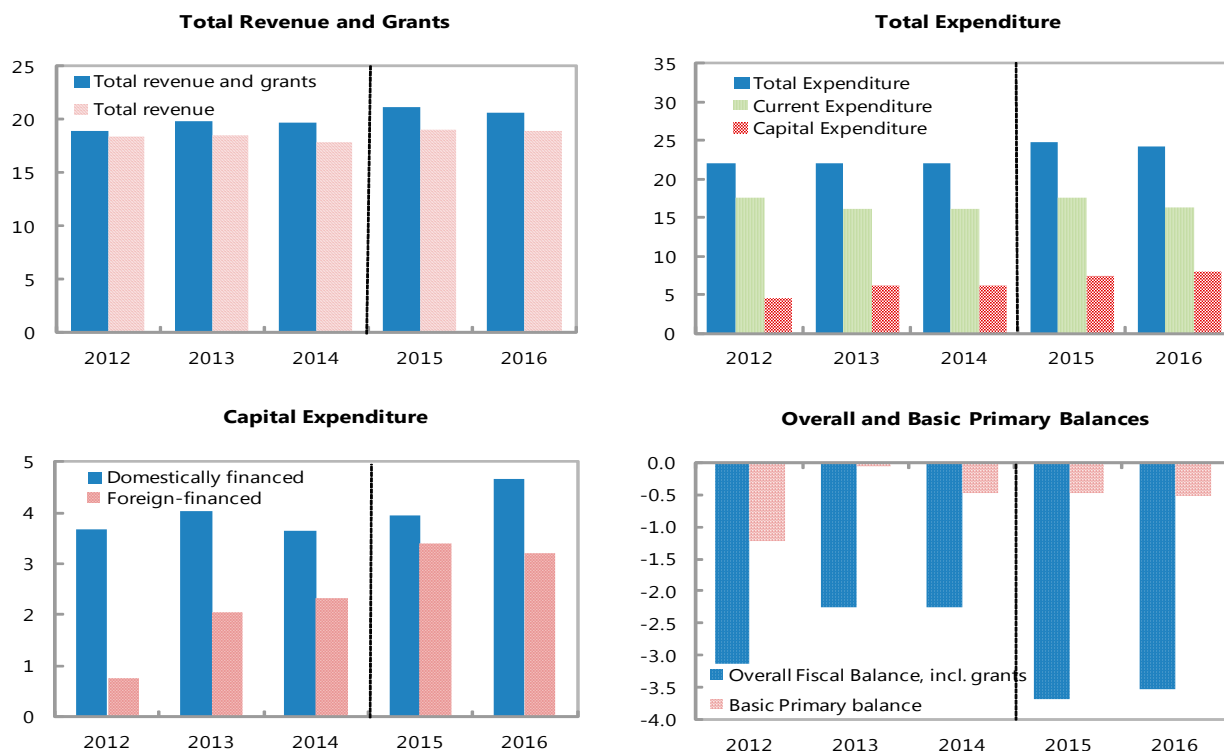 Total Revenue and Grants
25
20
15
10
5
0
Total revenue and grants
Total revenue
2012 2013 2014 2015 2016
Total Expenditure
35
30
25
20
15
10
5
0
Total Expenditure
Current Expenditure
Capital Expenditure
2012 2013 2014 2015 2016
Capital Expenditure
5
4
3
2
1
0
Domestically financed
Foreign-financed
2012 2013 2014 2015 2016
Overall and Basic Primary Balances
0.0
-0.5
-1.0
-1.5
-2.0
-2.5
-3.0
-3.5
-4.0
Overall Fiscal Balance, incl. grants
Basic Primary balance
2012 2013 2014 2015 2016